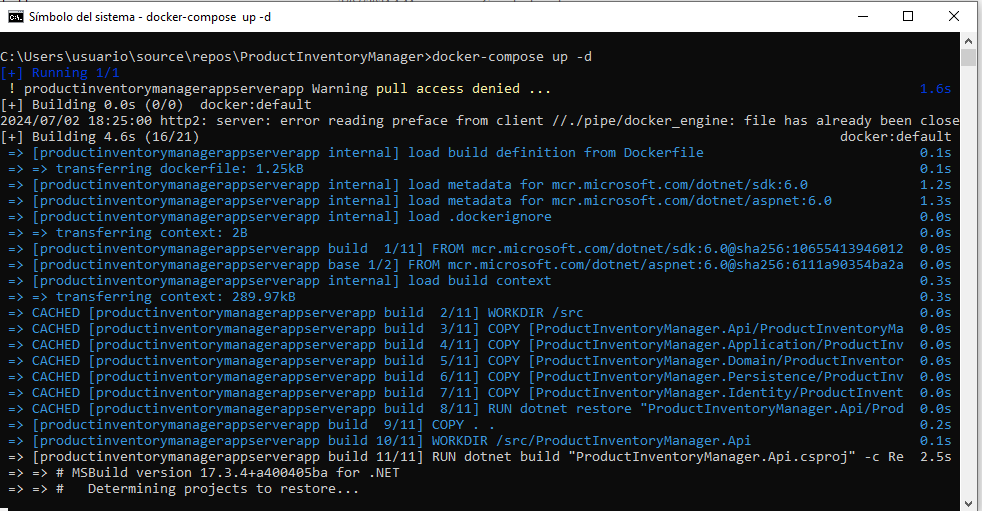 Símbolo del sistema - docker-compose up -d
C:\Users\usuario\source\repos\ProductInventoryManager>docker-compose up -d
[+] Running 1/1
! productinventorymanagerappserverapp Warning pull access denied ... 1.6s
[+] Building 0.0s (0/0) docker:default
2024/07/02 18:25:00 http2: server: error reading preface from client //./pipe/docker_engine: file has already been close
[+] Building 4.6s (16/21) docker:default
=> [productinventorymanagerappserverapp internal] load build definition from Dockerfile 0.1s
=> => transferring dockerfile: 1.25kB 0.1s
=> [productinventorymanagerappserverapp internal] load metadata for mcr.microsoft.com/dotnet/sdk:6.0 1.2s
=> [productinventorymanagerappserverapp internal] load metadata for mcr.microsoft.com/dotnet/aspnet:6.0 1.3s
=> [productinventorymanagerappserverapp internal] load .dockerignore 0.0s
=> => transferring context: 2B 0.0s
=> [productinventorymanagerappserverapp build 1/11] FROM mcr.microsoft.com/dotnet/sdk:6.0@sha256:10655413946012 0.0s
=> [productinventorymanagerappserverapp base 1/2] FROM mcr.microsoft.com/dotnet/aspnet:6.0@sha256:6111a90354ba2a 0.0s
=> [productinventorymanagerappserverapp internal] load build context 0.3s
=> => transferring context: 289.97kB 0.3s
=> CACHED [productinventorymanagerappserverapp build 2/11] WORKDIR /src 0.0s
=> CACHED [productinventorymanagerappserverapp build 3/11] COPY [ProductInventoryManager.Api/ProductInventoryMa 0.0s
=> CACHED [productinventorymanagerappserverapp build 4/11] COPY [ProductInventoryManager.Application/ProductInv 0.0s
=> CACHED [productinventorymanagerappserverapp build 5/11] COPY [ProductInventoryManager.Domain/ProductInventor 0.0s
=> CACHED [productinventorymanagerappserverapp build 6/11] COPY [ProductInventoryManager.Persistence/ProductInv 0.0s
=> CACHED [productinventorymanagerappserverapp build 7/11] COPY [ProductInventoryManager.Identity/ProductInvent 0.0s
=> CACHED [productinventorymanagerappserverapp build 8/11] RUN dotnet restore "ProductInventoryManager.Api/Prod 0.0s
=> [productinventorymanagerappserverapp build 9/11] COPY . . 0.2s
=> [productinventorymanagerappserverapp build 10/11] WORKDIR /src/ProductInventoryManager.Api 0.1s
=> [productinventorymanagerappserverapp build 11/11] RUN dotnet build "ProductInventoryManager.Api.csproj" -c Re 2.5s
=> => # MSBuild version 17.3.4+a400405ba for .NET
=> => # Determining projects to restore...